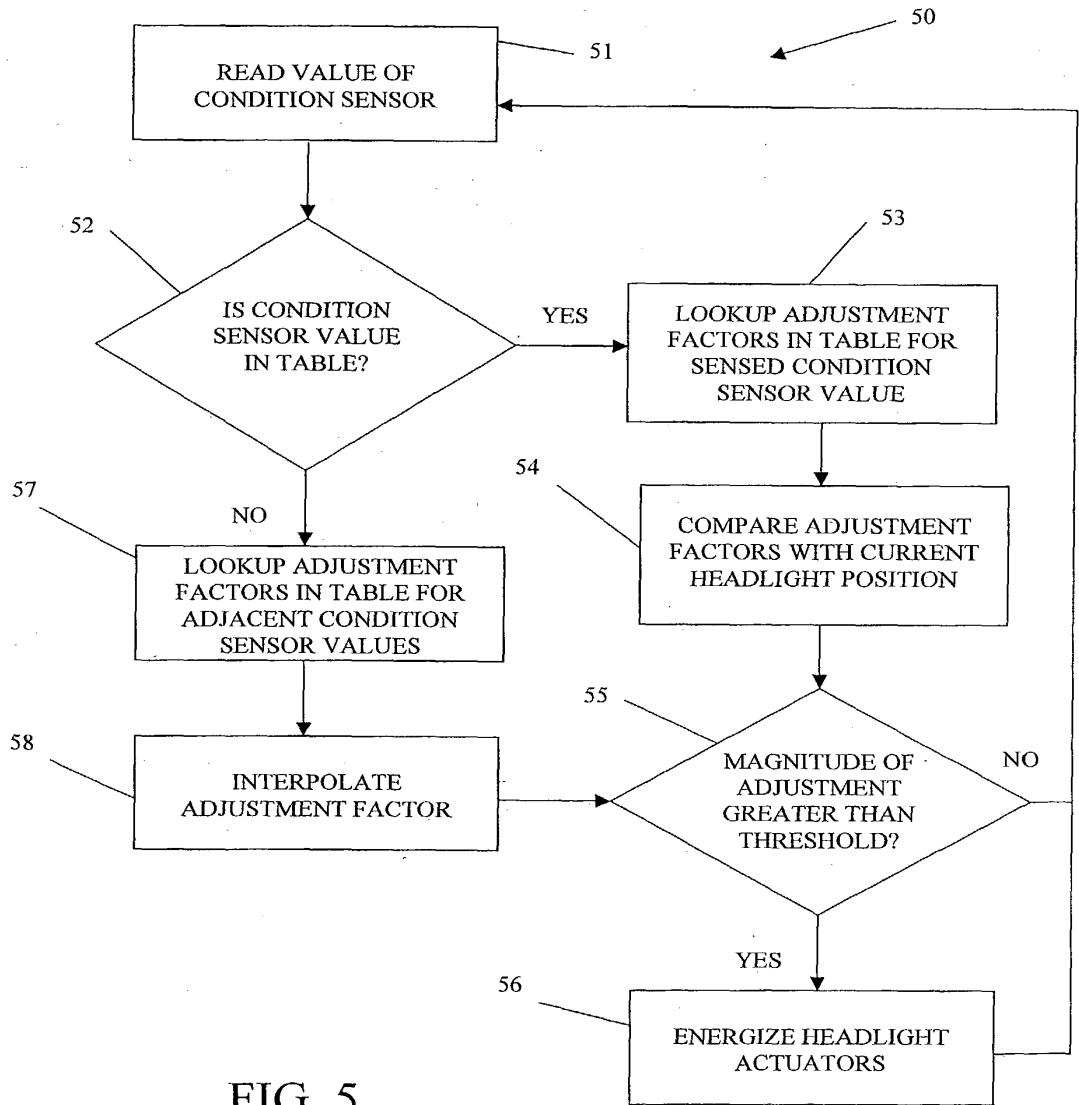 50
51
READ VALUE OF
CONDITION SENSOR
52
IS CONDITION
SENSOR VALUE
IN TABLE?
YES
53
LOOKUP ADJUSTMENT
FACTORS IN TABLE FOR
SENSED CONDITION
SENSOR VALUE
54
COMPARE ADJUSTMENT
FACTORS WITH CURRENT
HEADLIGHT POSITION
57
NO
LOOKUP ADJUSTMENT
FACTORS IN TABLE FOR
ADJACENT CONDITION
SENSOR VALUES
58
INTERPOLATE
ADJUSTMENT FACTOR
55
MAGNITUDE OF
ADJUSTMENT
GREATER THAN
THRESHOLD?
NO
YES
56
ENERGIZE HEADLIGHT
ACTUATORS
FIG. 5